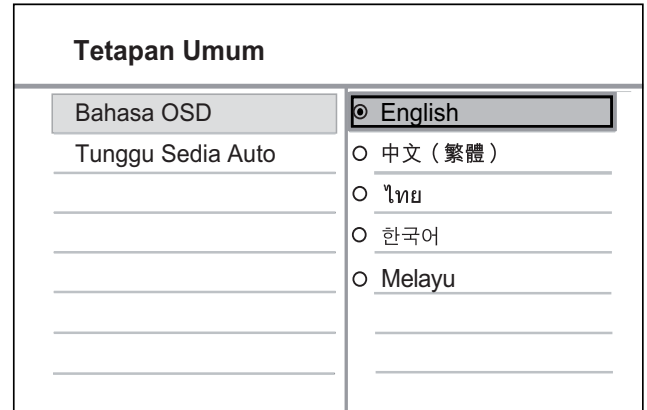 Tetapan Umum
Bahasa OSD
Tunggu Sedia Auto
English
中文（繁體）
ไทย
한국어
Melayu